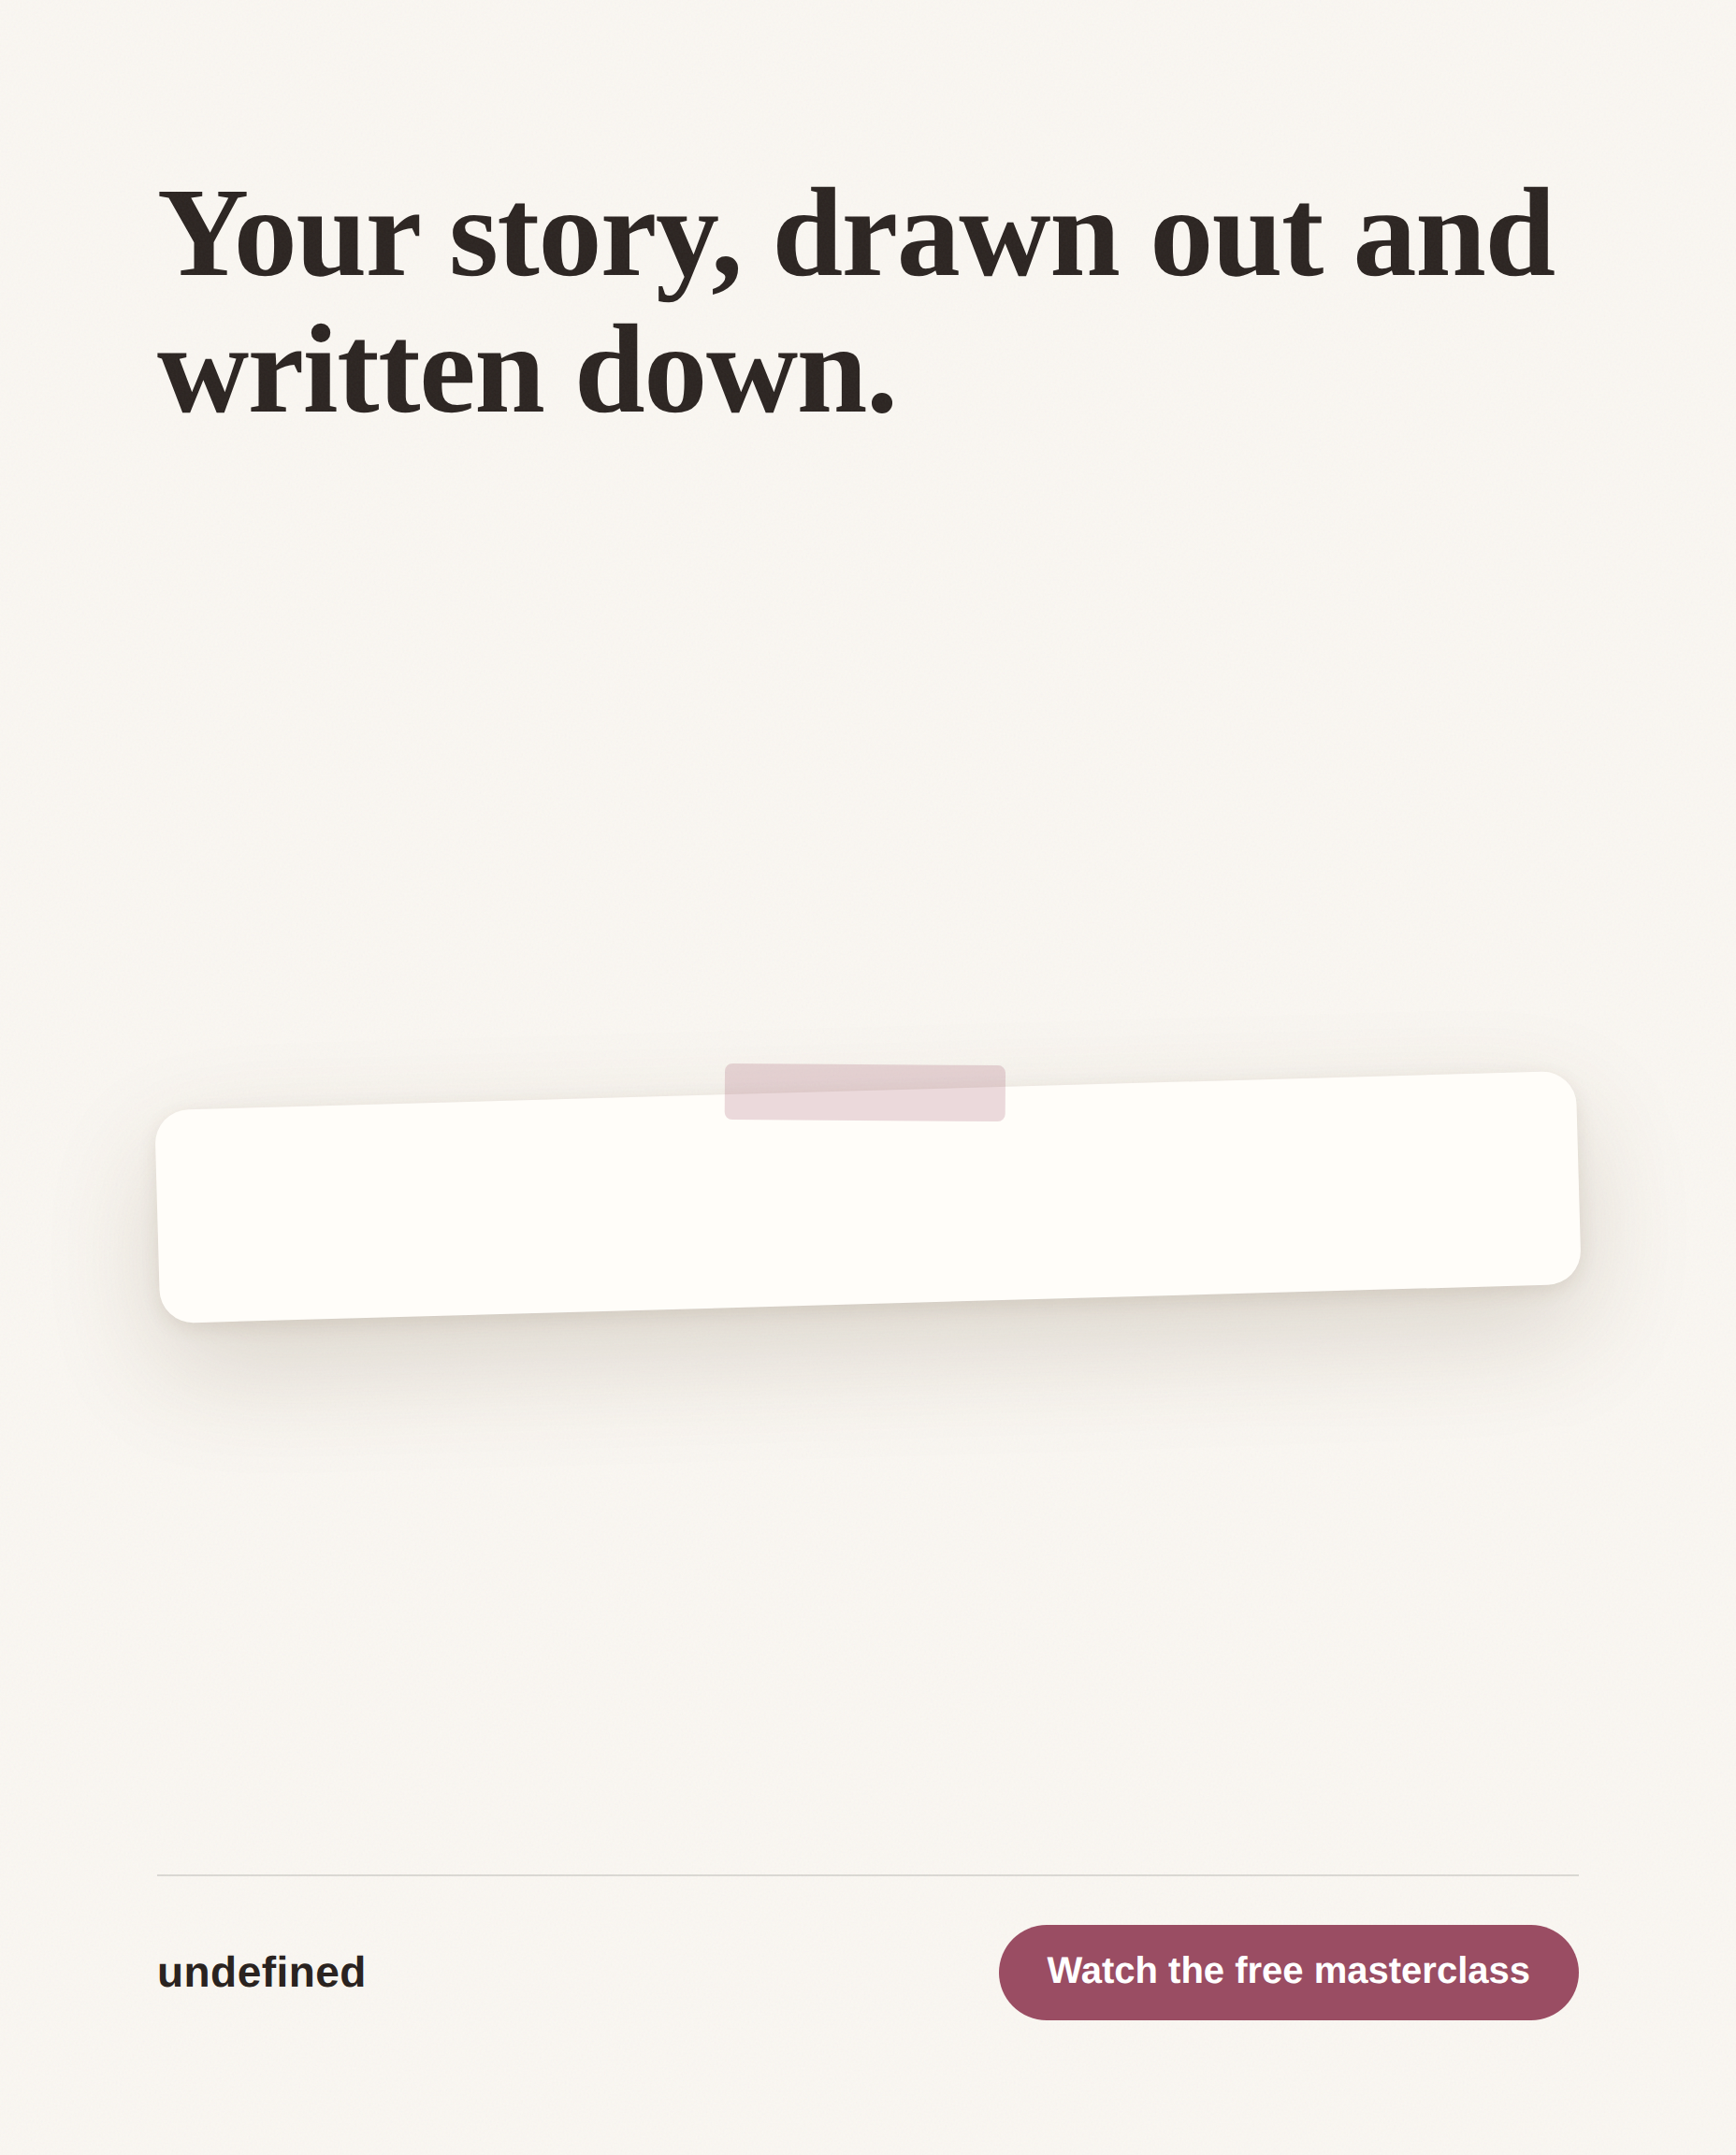 Your story, drawn out and
written down.
undefined
Watch the free masterclass